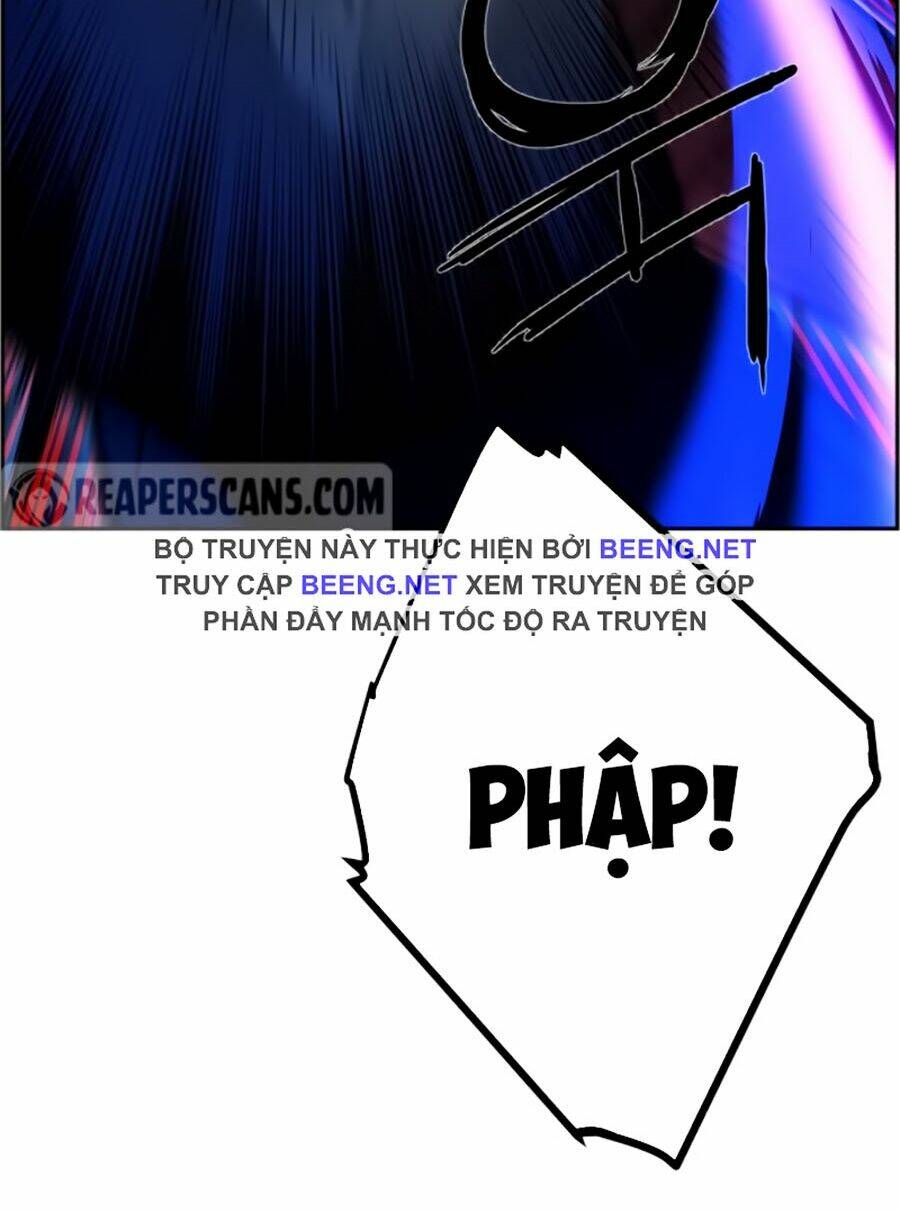 REAPERSCANS.COM
BỘ TRUYỆN NÀY THỰC HIỆN BỞI BEENG.NET
TRUY CẬP BEENG.NET XEM TRUYỆN ĐỂ GÓP
PHẦN ĐẨY MẠNH TỐC ĐỘ RA TRUYỆN
PHẬP!